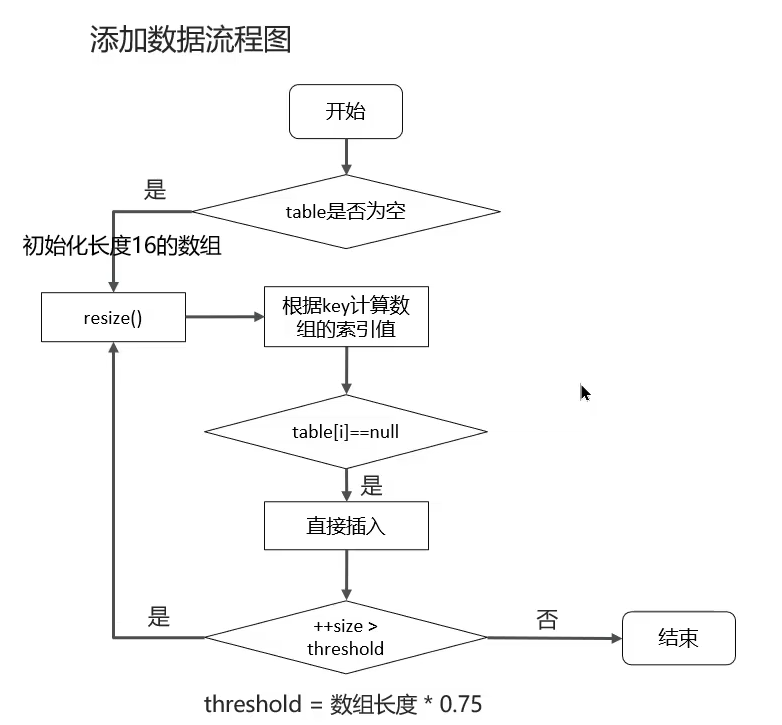 添加数据流程图
开始
是
table是否为空
初始化长度16的数组
resize()
根据key计算数
组的索引值
table[i]==null
是
直接插入
是
++size >
threshold
否
结束
threshold = 数组长度 * 0.75